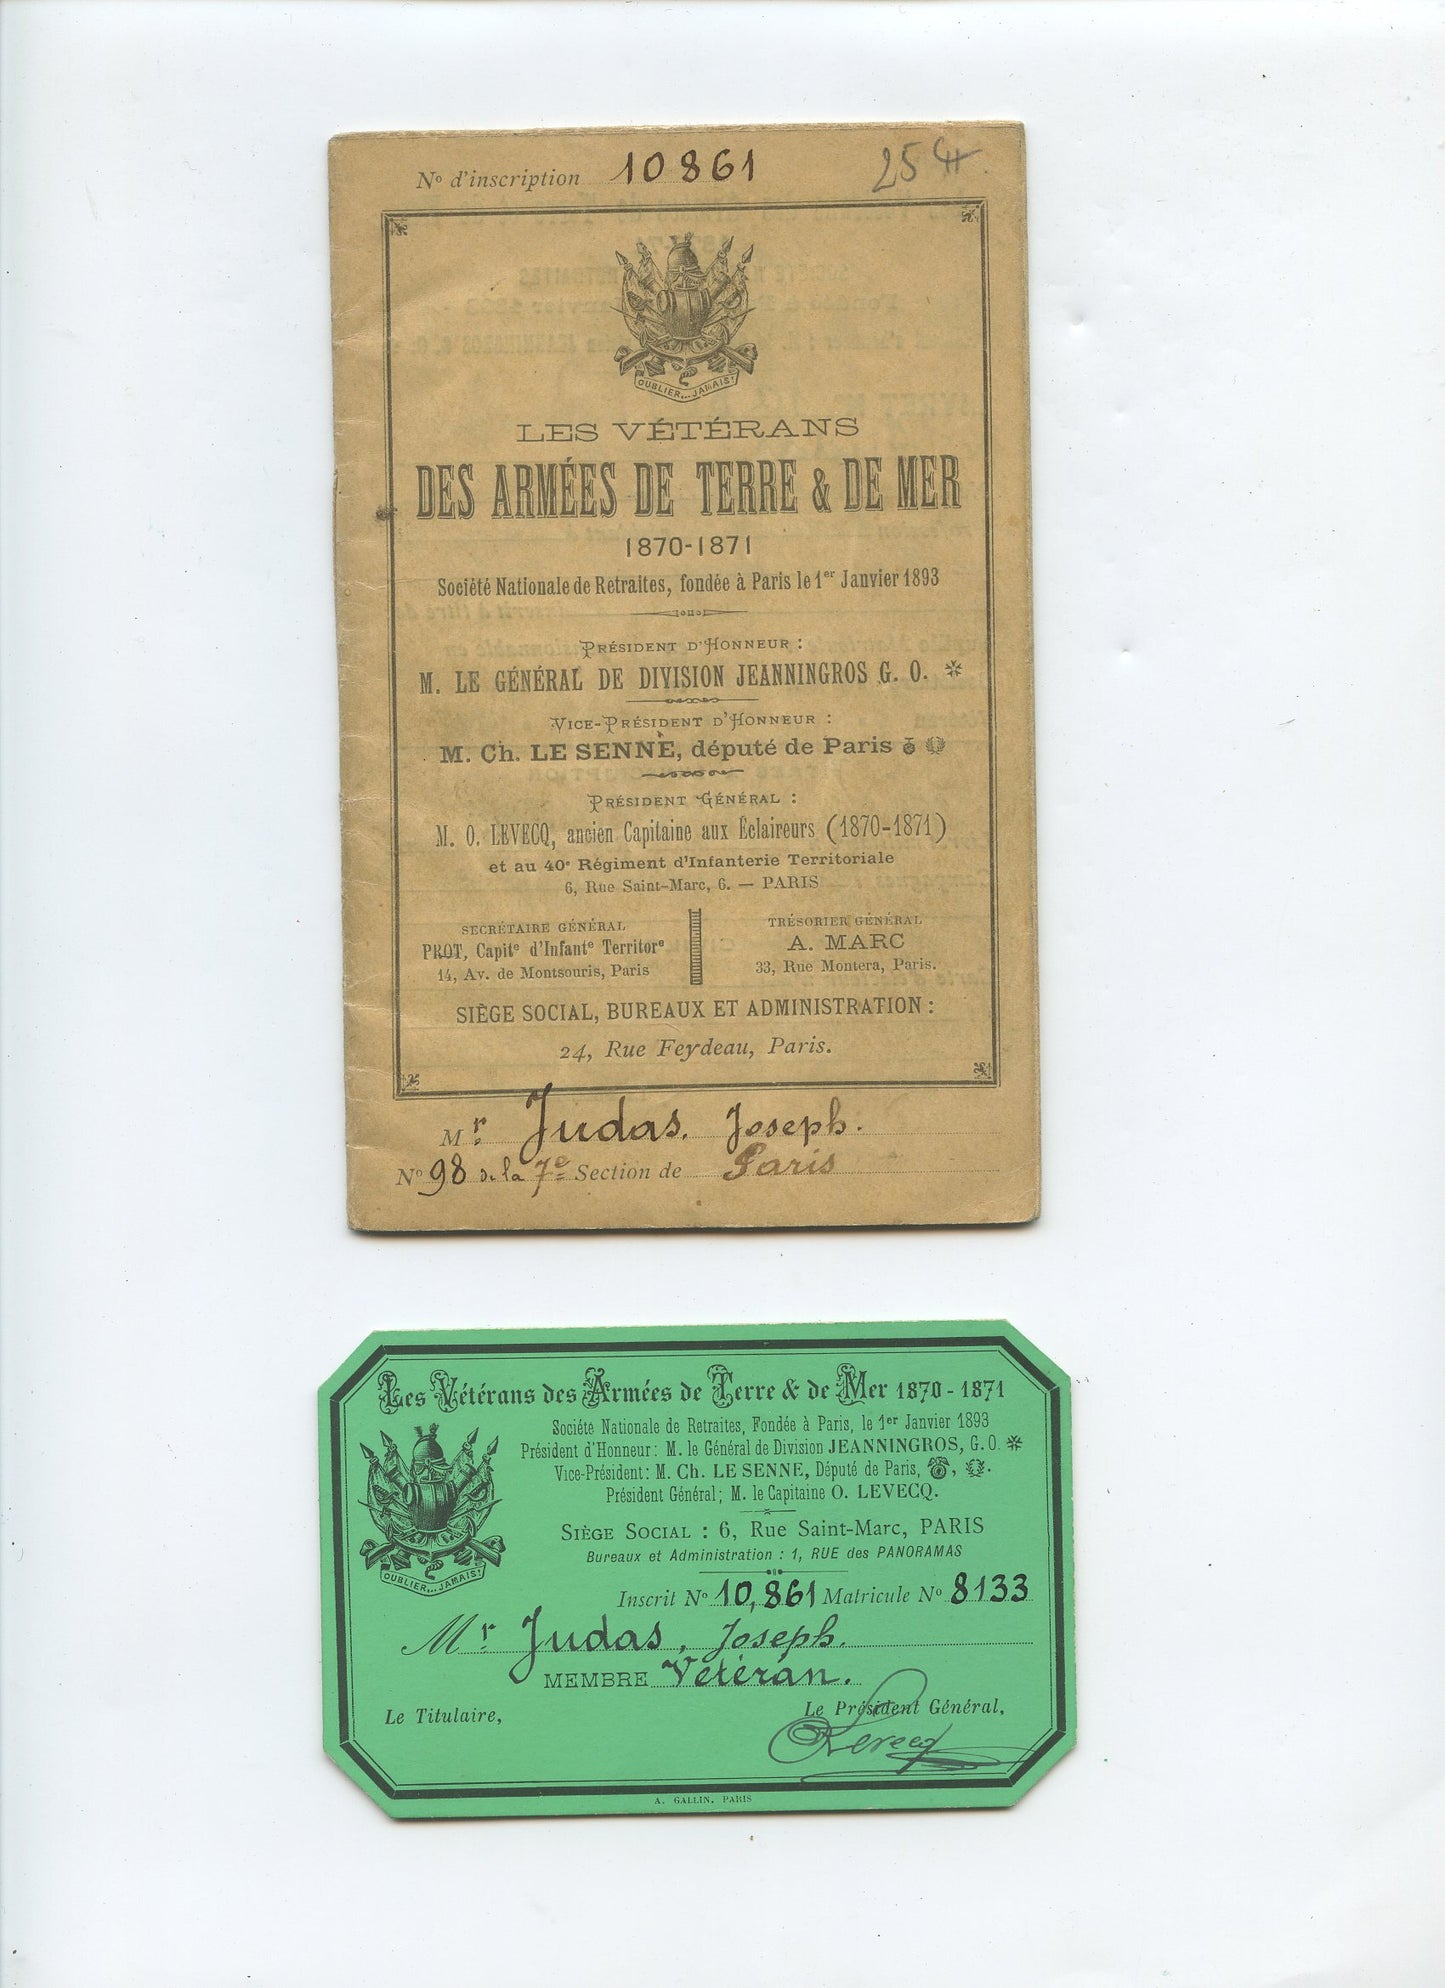 N° d'inscription 10861
25
OUBLIER... JAMAIS!
LES VÉTÉRANS
DES ARMÉES DE TERRE & DE MER
1870-1871
Société Nationale de Retraites, fondée à Paris le 1er Janvier 1893
PRÉSIDENT D'HONNEUR :
M. LE GÉNÉRAL DE DIVISION JEANNINGROS G. O. ✻
VICE-PRÉSIDENT D'HONNEUR :
M. Ch. LE SENNE, député de Paris
PRÉSIDENT GÉNÉRAL :
M. O. LEVECQ, ancien Capitaine aux Éclaireurs (1870-1871)
et au 40e Régiment d'Infanterie Territoriale
6, Rue Saint-Marc, 6. — PARIS
SECRÉTAIRE GÉNÉRAL
PROT, Capite d'Infante Territore
14, Av. de Montsouris, Paris
TRÉSORIER GÉNÉRAL
A. MARC
33, Rue Montera, Paris.
SIÈGE SOCIAL, BUREAUX ET ADMINISTRATION :
24, Rue Feydeau, Paris.
Mr. Judas, Joseph.
N° 98 de la 7e Section de Paris
Les Vétérans des Armées de Terre & de Mer 1870 - 1871
Société Nationale de Retraites, Fondée à Paris, le 1er Janvier 1893
Président d'Honneur: M. le Général de Division JEANNINGROS, G. O. ✻
Vice-Président: M. Ch. LE SENNE, Député de Paris,
Président Général; M. le Capitaine O. LEVECQ.
OUBLIER... JAMAIS!
SIÈGE SOCIAL : 6, Rue Saint-Marc, PARIS
Bureaux et Administration : 1, RUE des PANORAMAS
Inscrit N° 10,861 Matricule N° 8133
Mr. Judas, Joseph.
MEMBRE Vétéran.
Le Titulaire,
Le Président Général,
O Levecq
A. GALLIN. PARIS